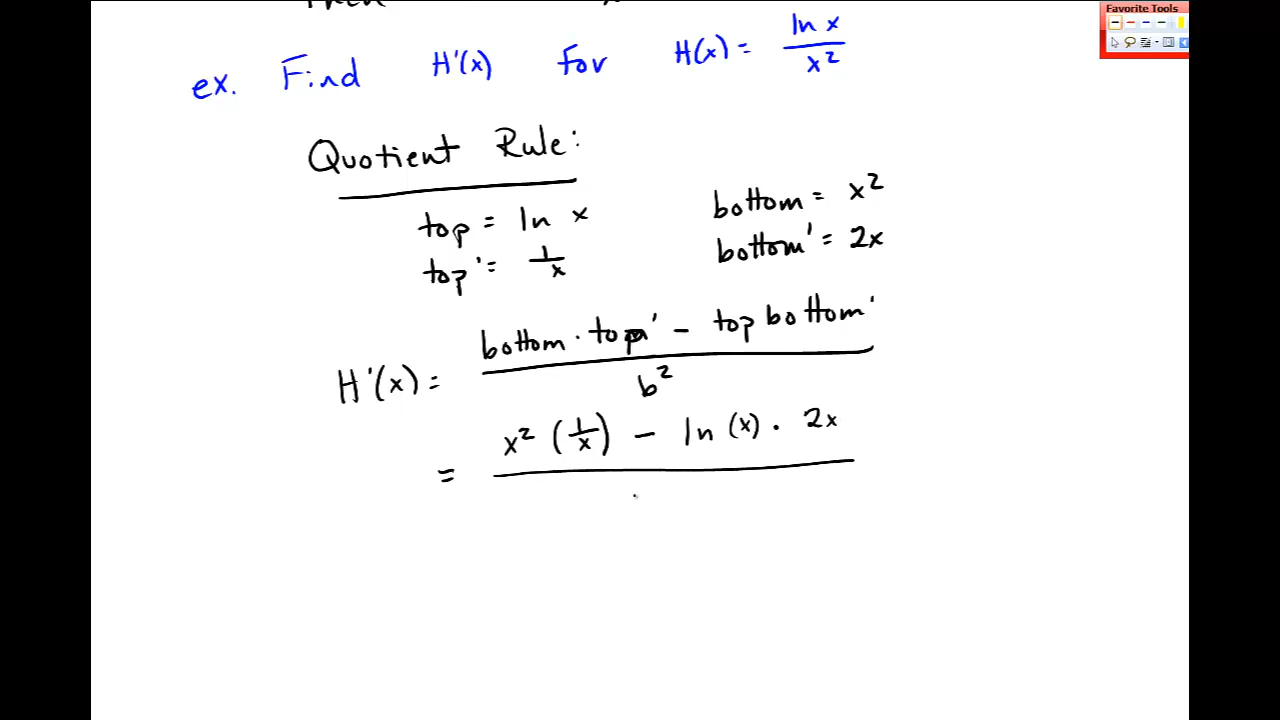 Then x
ex. Find H'(x) for H(x) = ln x / x²
Quotient Rule:
top = ln x bottom = x²
top' = 1/x bottom' = 2x
H'(x) = bottom · top' - top bottom' / b²
= x² (1/x) - ln (x) · 2x
Favorite Tools